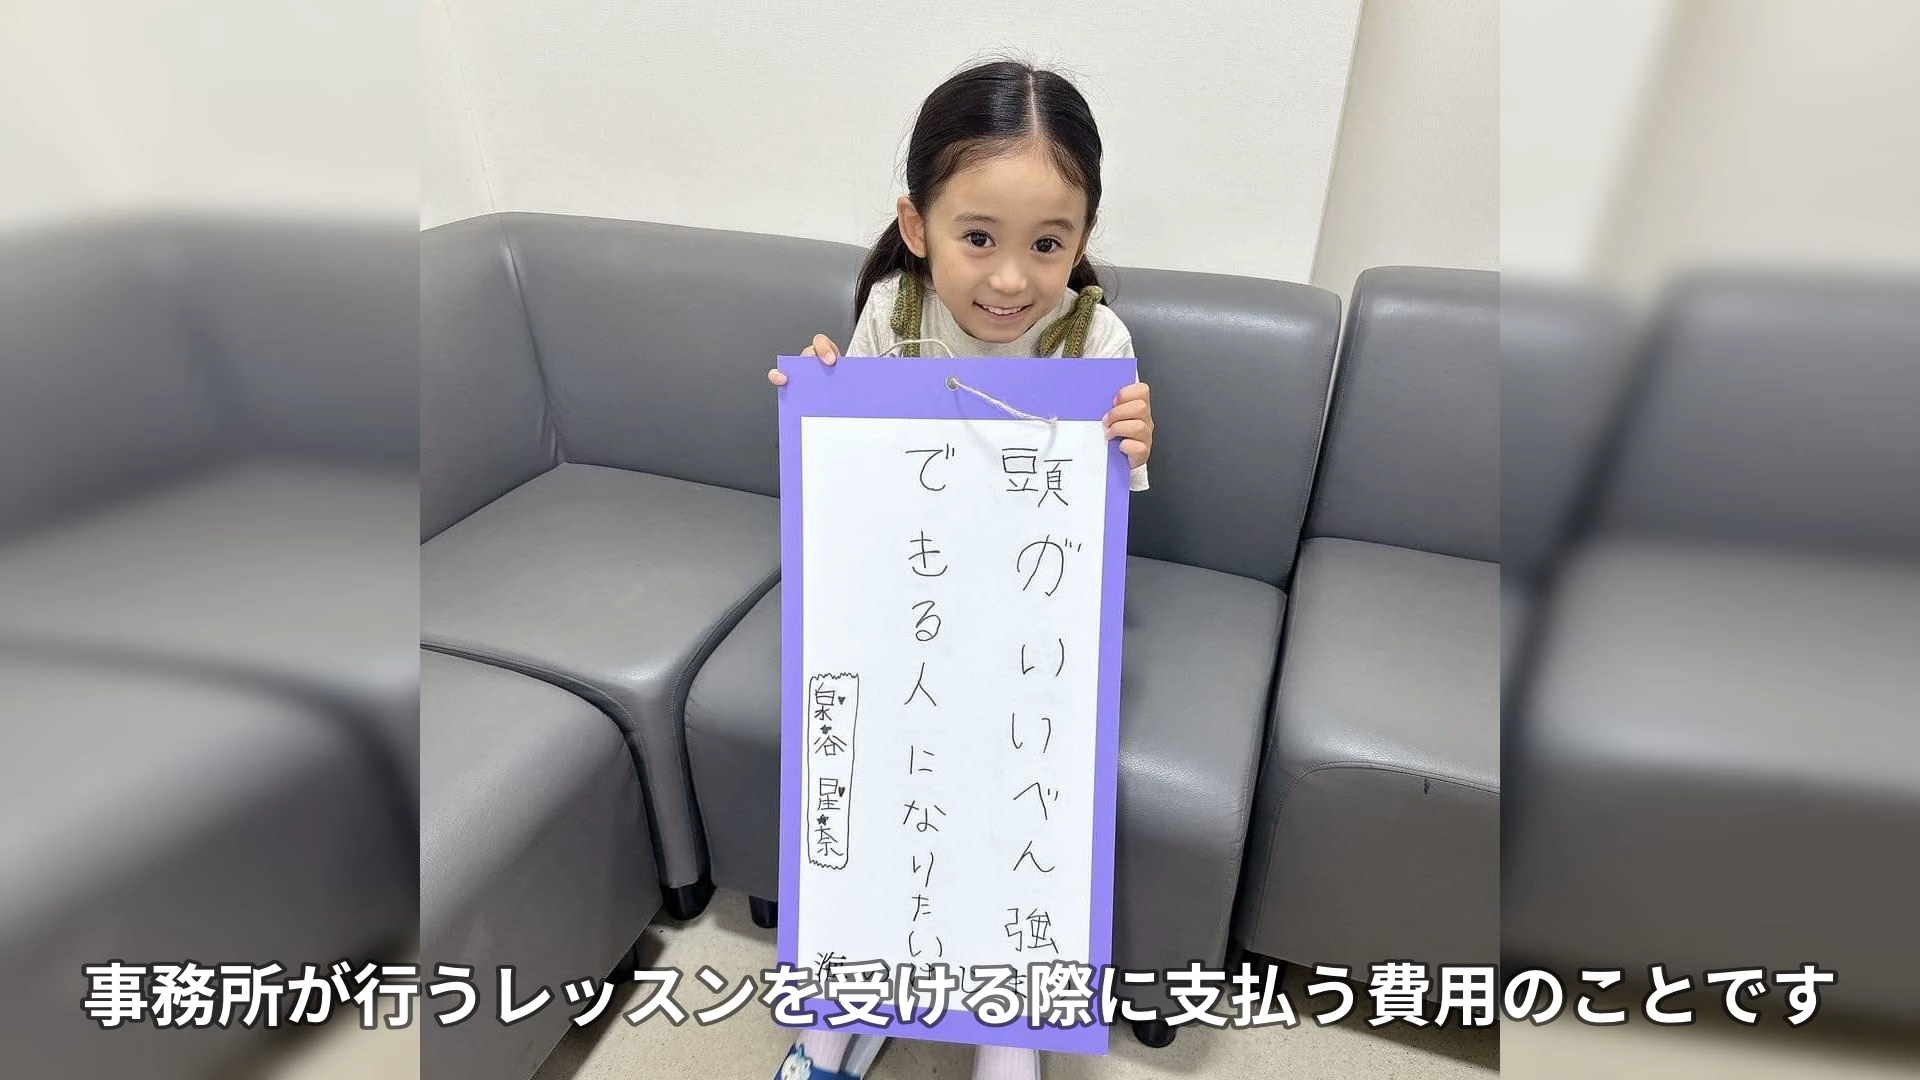 頭がいいべん強
できる人になりたい
泉谷星奈
事務所が行うレッスンを受ける際に支払う費用のことです